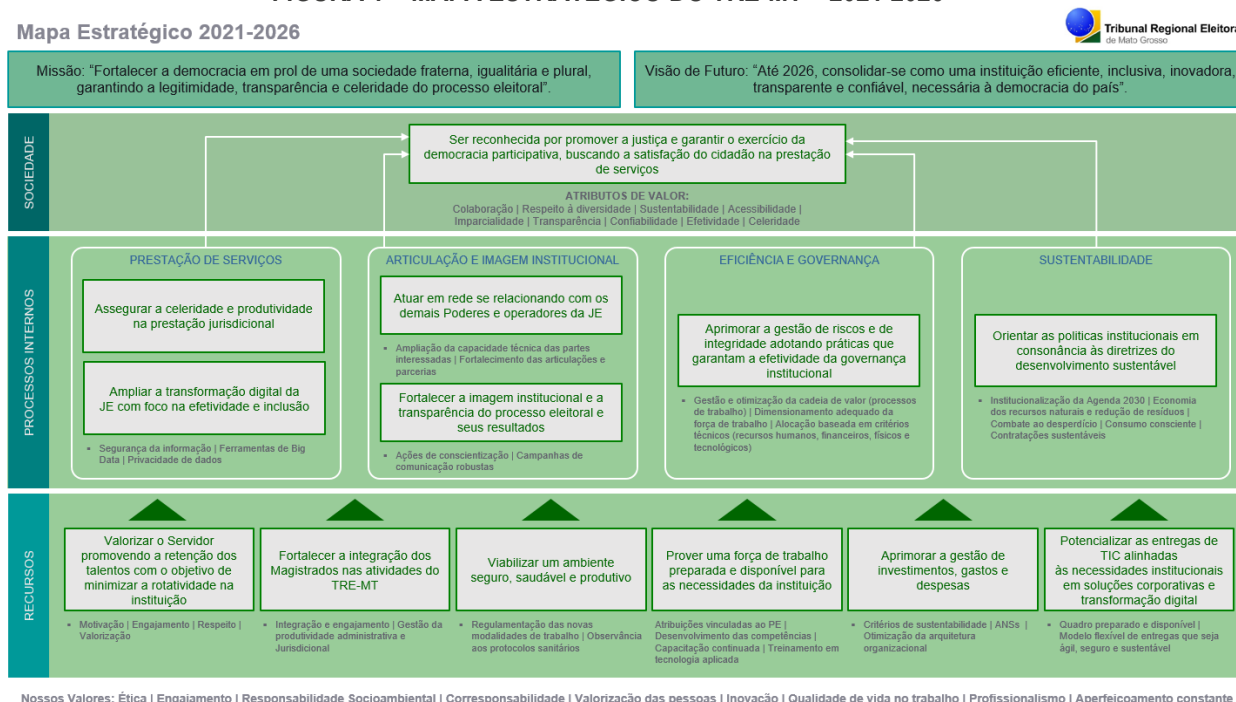 Mapa Estratégico 2021-2026
Tribunal Regional Eleitora
de Mato Grosso
Missão: "Fortalecer a democracia em prol de uma sociedade fraterna, igualitária e plural,
garantindo a legitimidade, transparência e celeridade do processo eleitoral".
Visão de Futuro: "Até 2026, consolidar-se como uma instituição eficiente, inclusiva, inovadora,
transparente e confiável, necessária à democracia do país".
SOCIEDADE
Ser reconhecida por promover a justiça e garantir o exercício da
democracia participativa, buscando a satisfação do cidadão na prestação
de serviços
ATRIBUTOS DE VALOR:
Colaboração | Respeito à diversidade | Sustentabilidade | Acessibilidade |
Imparcialidade | Transparência | Confiabilidade | Efetividade | Celeridade
PROCESSOS INTERNOS
PRESTAÇÃO DE SERVIÇOS
Assegurar a celeridade e produtividade
na prestação jurisdicional
Ampliar a transformação digital da
JE com foco na efetividade e inclusão
▪ Segurança da informação | Ferramentas de Big
Data | Privacidade de dados
ARTICULAÇÃO E IMAGEM INSTITUCIONAL
Atuar em rede se relacionando com os
demais Poderes e operadores da JE
▪ Ampliação da capacidade técnica das partes
interessadas | Fortalecimento das articulações e
parcerias
Fortalecer a imagem institucional e a
transparência do processo eleitoral e
seus resultados
▪ Ações de conscientização | Campanhas de
comunicação robustas
EFICIÊNCIA E GOVERNANÇA
Aprimorar a gestão de riscos e de
integridade adotando práticas que
garantam a efetividade da governança
institucional
▪ Gestão e otimização da cadeia de valor (processos
de trabalho) | Dimensionamento adequado da
força de trabalho | Alocação baseada em critérios
técnicos (recursos humanos, financeiros, físicos e
tecnológicos)
SUSTENTABILIDADE
Orientar as políticas institucionais em
consonância às diretrizes do
desenvolvimento sustentável
▪ Institucionalização da Agenda 2030 | Economia
dos recursos naturais e redução de resíduos |
Combate ao desperdício | Consumo consciente |
Contratações sustentáveis
RECURSOS
Valorizar o Servidor
promovendo a retenção dos
talentos com o objetivo de
minimizar a rotatividade na
instituição
▪ Motivação | Engajamento | Respeito |
Valorização
Fortalecer a integração dos
Magistrados nas atividades do
TRE-MT
▪ Integração e engajamento | Gestão da
produtividade administrativa e
Jurisdicional
Viabilizar um ambiente
seguro, saudável e produtivo
▪ Regulamentação das novas
modalidades de trabalho | Observância
aos protocolos sanitários
Prover uma força de trabalho
preparada e disponível para
as necessidades da instituição
Atribuições vinculadas ao PE |
Desenvolvimento das competências |
Capacitação continuada | Treinamento em
tecnologia aplicada
Aprimorar a gestão de
investimentos, gastos e
despesas
▪ Critérios de sustentabilidade | ANSs |
Otimização da arquitetura
organizacional
Potencializar as entregas de
TIC alinhadas
às necessidades institucionais
em soluções corporativas e
transformação digital
▪ Quadro preparado e disponível |
Modelo flexível de entregas que seja
ágil, seguro e sustentável
Nossos Valores: Ética | Engajamento | Responsabilidade Socioambiental | Corresponsabilidade | Valorização das pessoas | Inovação | Qualidade de vida no trabalho | Profissionalismo | Aperfeiçoamento constante